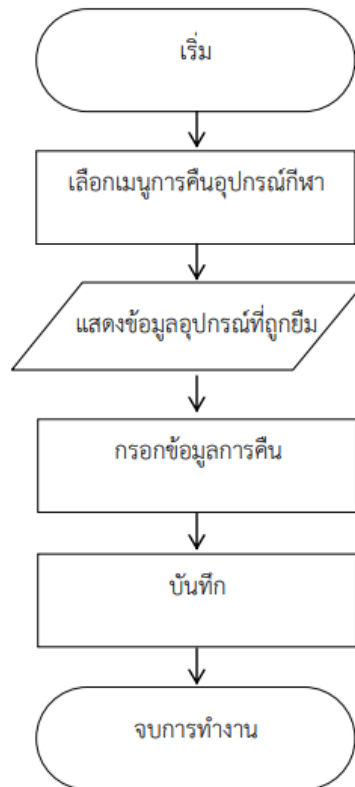 เริ่ม
เลือกเมนูการคืนอุปกรณ์กีฬา
แสดงข้อมูลอุปกรณ์ที่ถูกยืม
กรอกข้อมูลการคืน
บันทึก
จบการทำงาน